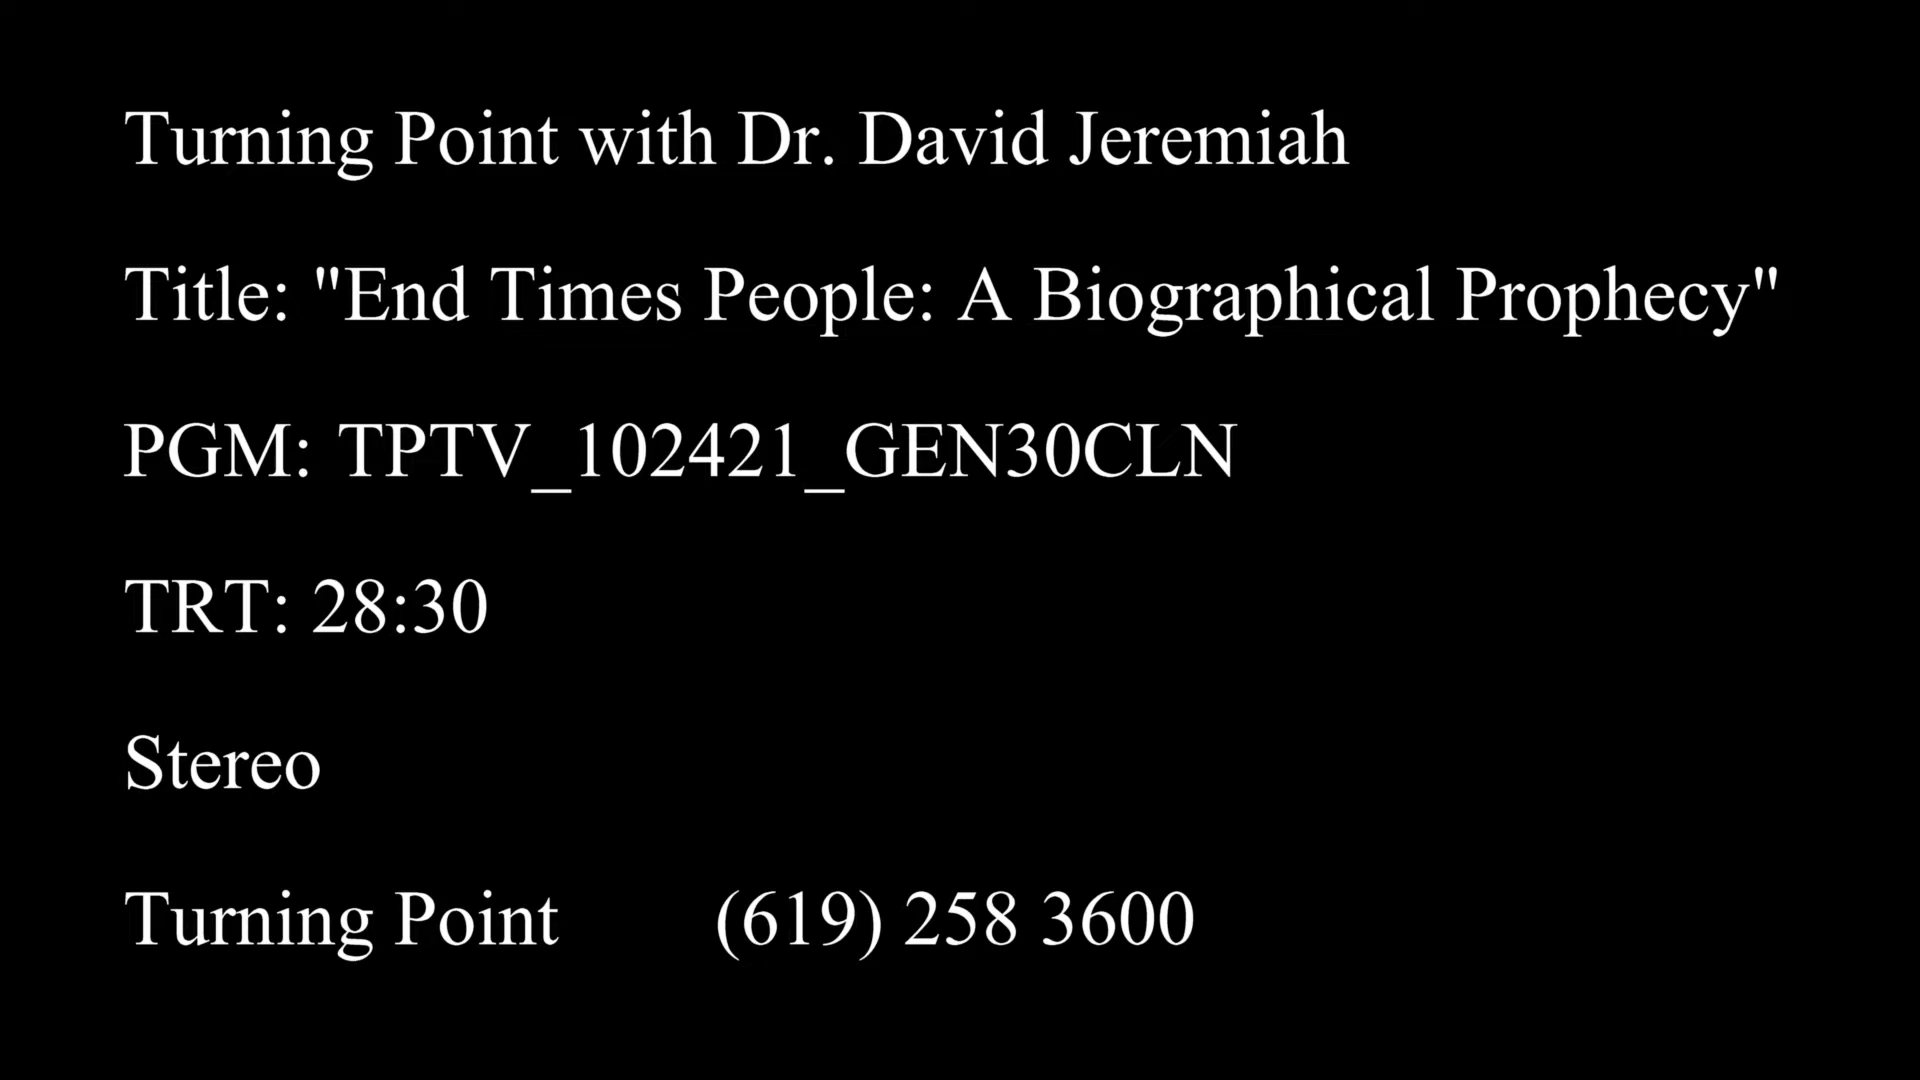 Turning Point with Dr. David Jeremiah
Title: "End Times People: A Biographical Prophecy"
PGM: TPTV_102421_GEN30CLN
TRT: 28:30
Stereo
Turning Point (619) 258 3600